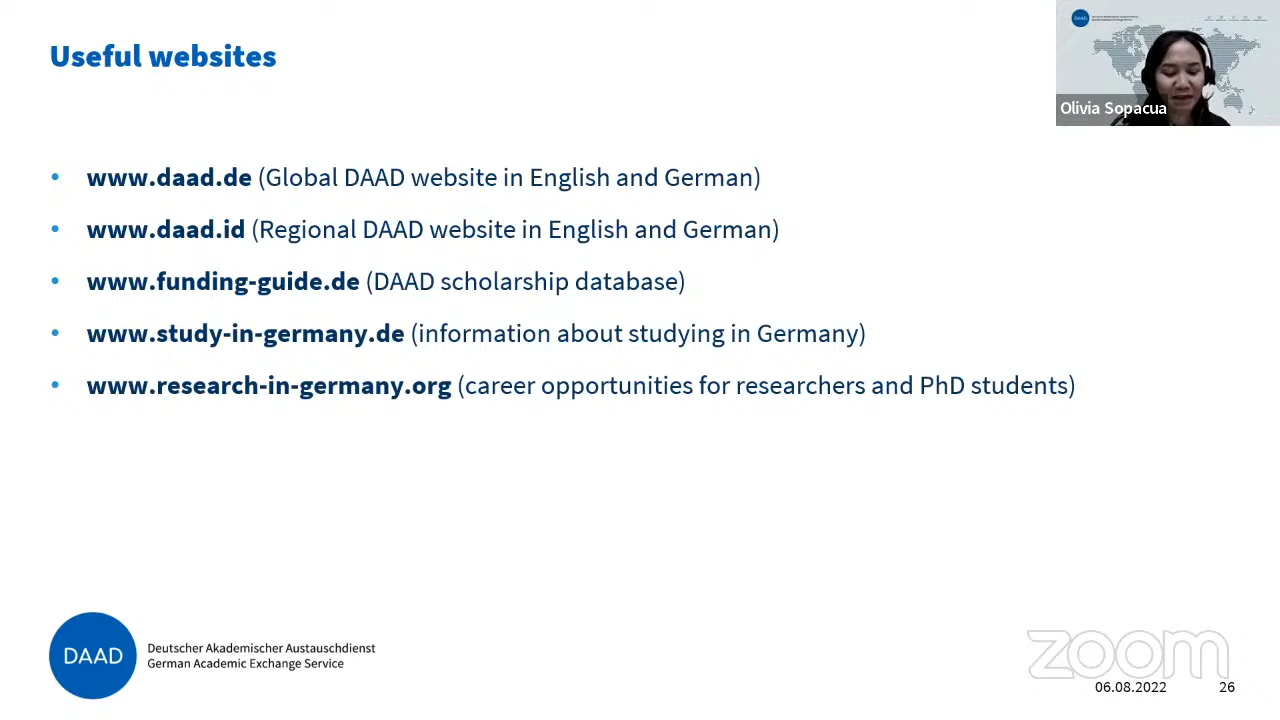 Useful websites
Olivia Sopacua
• www.daad.de (Global DAAD website in English and German)
• www.daad.id (Regional DAAD website in English and German)
• www.funding-guide.de (DAAD scholarship database)
• www.study-in-germany.de (information about studying in Germany)
• www.research-in-germany.org (career opportunities for researchers and PhD students)
DAAD
Deutscher Akademischer Austauschdienst
German Academic Exchange Service
zoom
06.08.2022 26